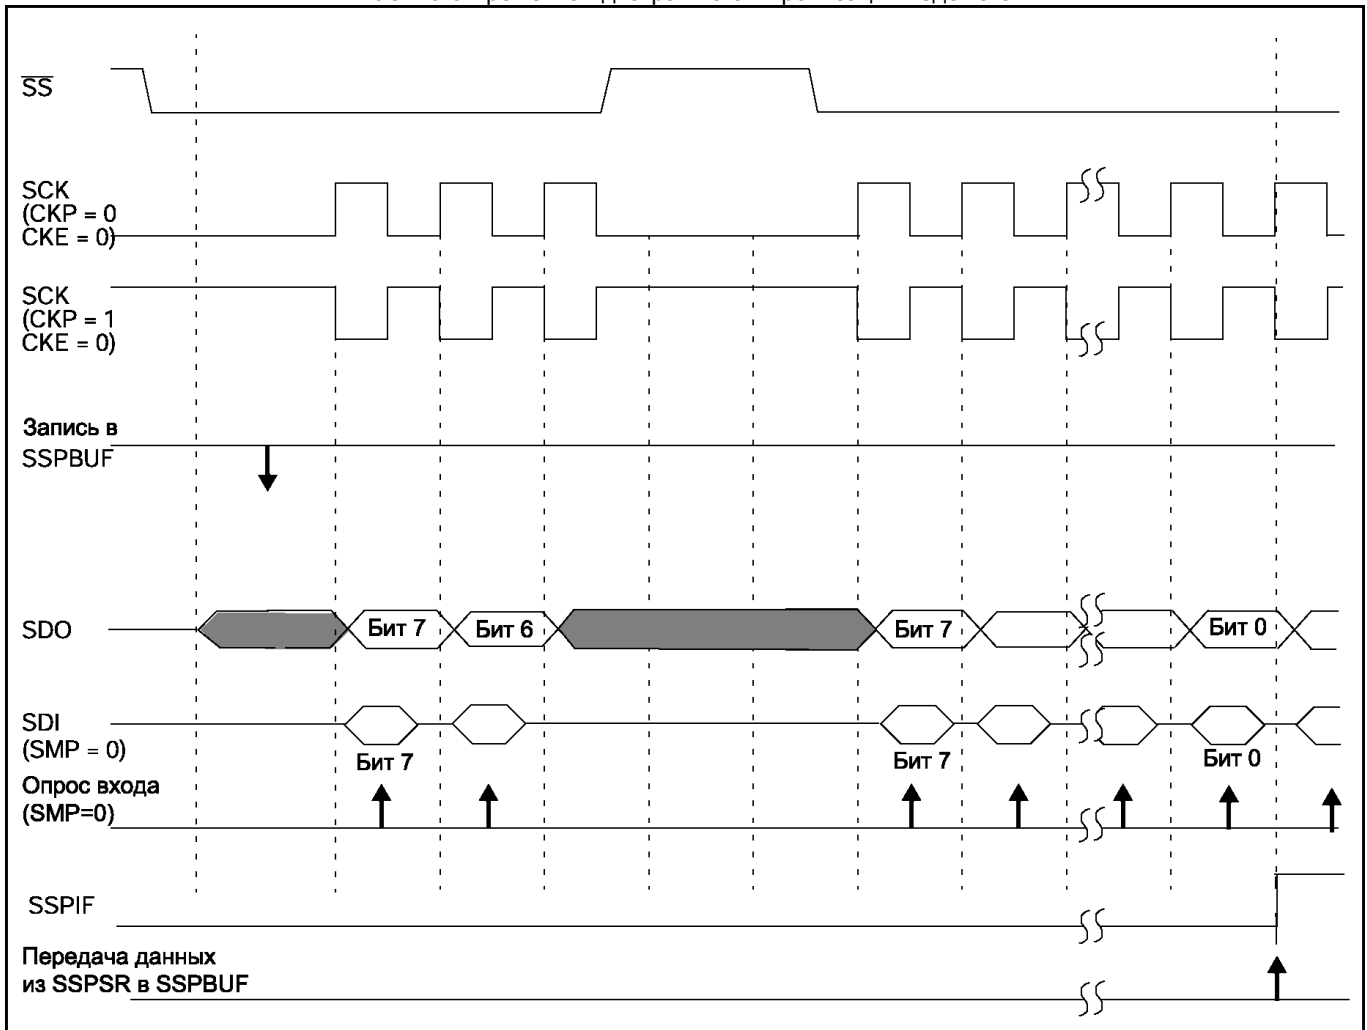 SS
SCK
(CKP = 0
CKE = 0)
SCK
(CKP = 1
CKE = 0)
Запись в
SSPBUF
SDO
Бит 7
Бит 6
Бит 7
Бит 0
SDI
(SMP = 0)
Бит 7
Бит 7
Бит 0
Опрос входа
(SMP=0)
SSPIF
Передача данных
из SSPSR в SSPBUF